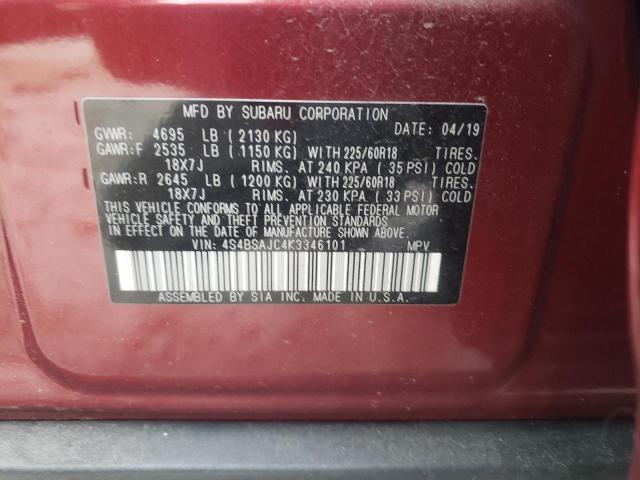 MFD BY SUBARU CORPORATION
GVWR: 4695 LB ( 2130 KG) DATE: 04/19
GAWR:F 2535 LB ( 1150 KG) WITH 225/60R18 TIRES.
18X7J RIMS. AT 240 KPA ( 35 PSI) COLD
GAWR:R 2645 LB ( 1200 KG) WITH 225/60R18 TIRES.
18X7J RIMS. AT 230 KPA ( 33 PSI) COLD
THIS VEHICLE CONFORMS TO ALL APPLICABLE FEDERAL MOTOR
VEHICLE SAFETY AND THEFT PREVENTION STANDARDS
IN EFFECT ON THE DATE OF MANUFACTURE SHOWN ABOVE.
VIN: 4S4BSAJC4K3346101 MPV
ASSEMBLED BY SIA INC. MADE IN U.S.A.